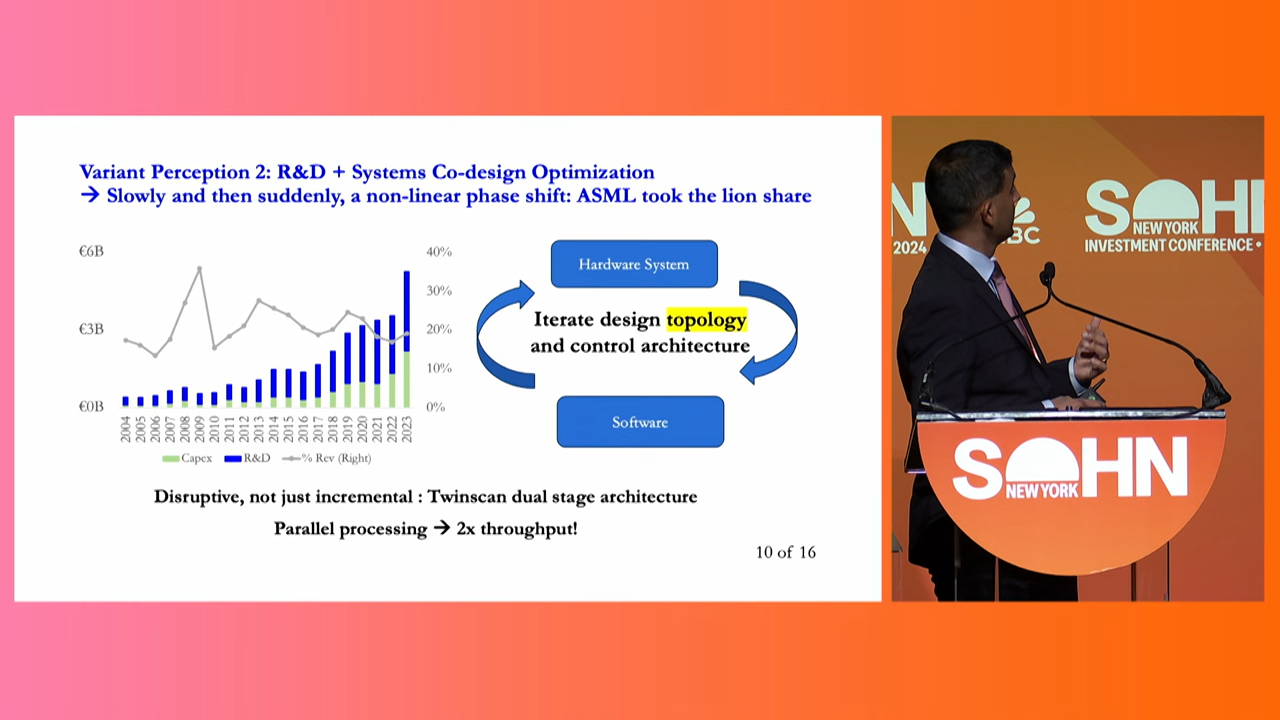 Variant Perception 2: R&D + Systems Co-design Optimization
→ Slowly and then suddenly, a non-linear phase shift: ASML took the lion share
€6B
€3B
€0B
40%
30%
20%
10%
0%
2004 2005 2006 2007 2008 2009 2010 2011 2012 2013 2014 2015 2016 2017 2018 2019 2020 2021 2022 2023
Capex R&D % Rev (Right)
Hardware System
Iterate design topology
and control architecture
Software
Disruptive, not just incremental : Twinscan dual stage architecture
Parallel processing → 2x throughput!
10 of 16
N
2024
BC
SOH
NEW YORK
INVESTMENT CONFERENCE •
SOHN
NEW YORK